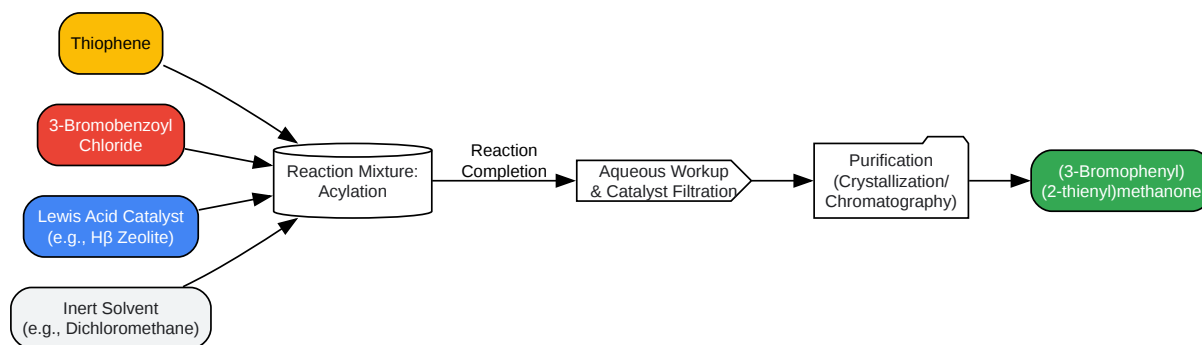 Thiophene
3-Bromobenzoyl
Chloride
Lewis Acid Catalyst
(e.g., Hβ Zeolite)
Inert Solvent
(e.g., Dichloromethane)
Reaction Mixture:
Acylation
Reaction
Completion
Aqueous Workup
& Catalyst Filtration
Purification
(Crystallization/
Chromatography)
(3-Bromophenyl)
(2-thienyl)methanone